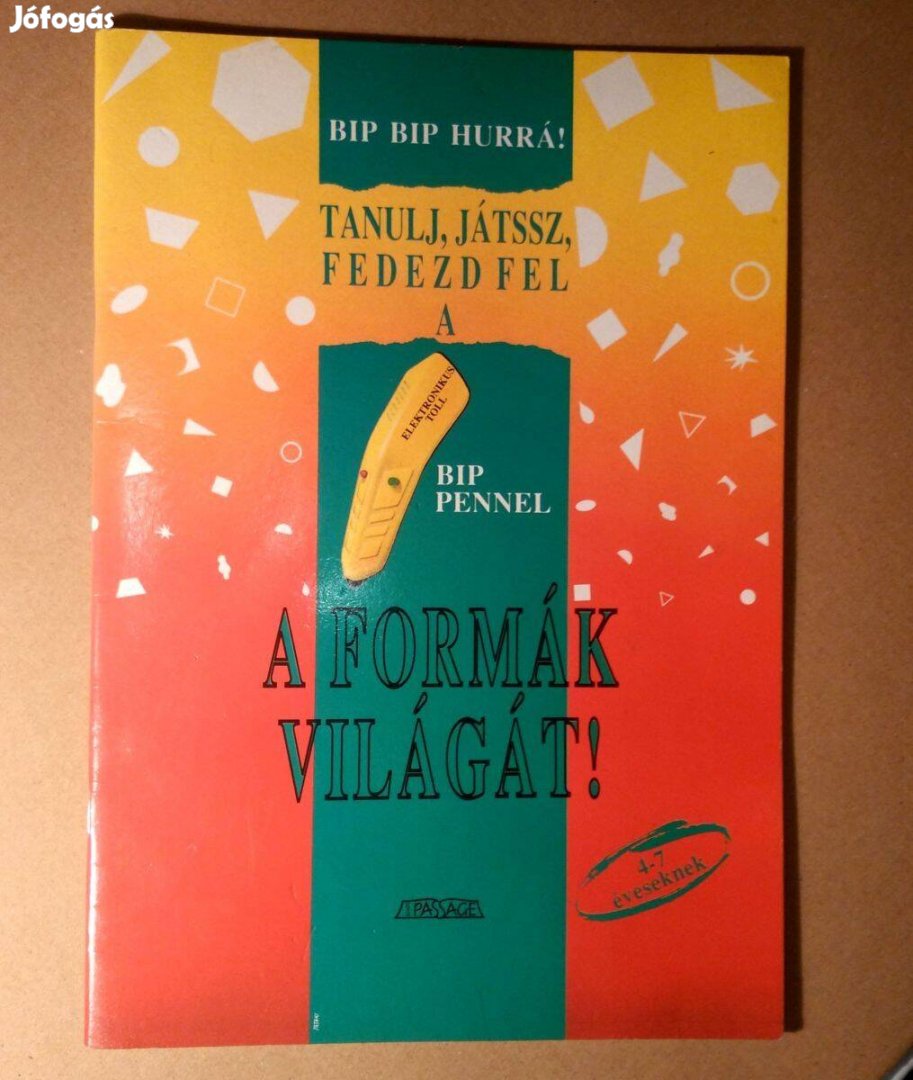 Jófogás
BIP BIP HURRÁ!
TANULJ, JÁTSSZ,
FEDEZD FEL
A
ELEKTRONIKUS
TOLL
BIP
PENNEL
A FORMÁK
VILÁGÁT!
4-7
éveseknek
PASSAGE